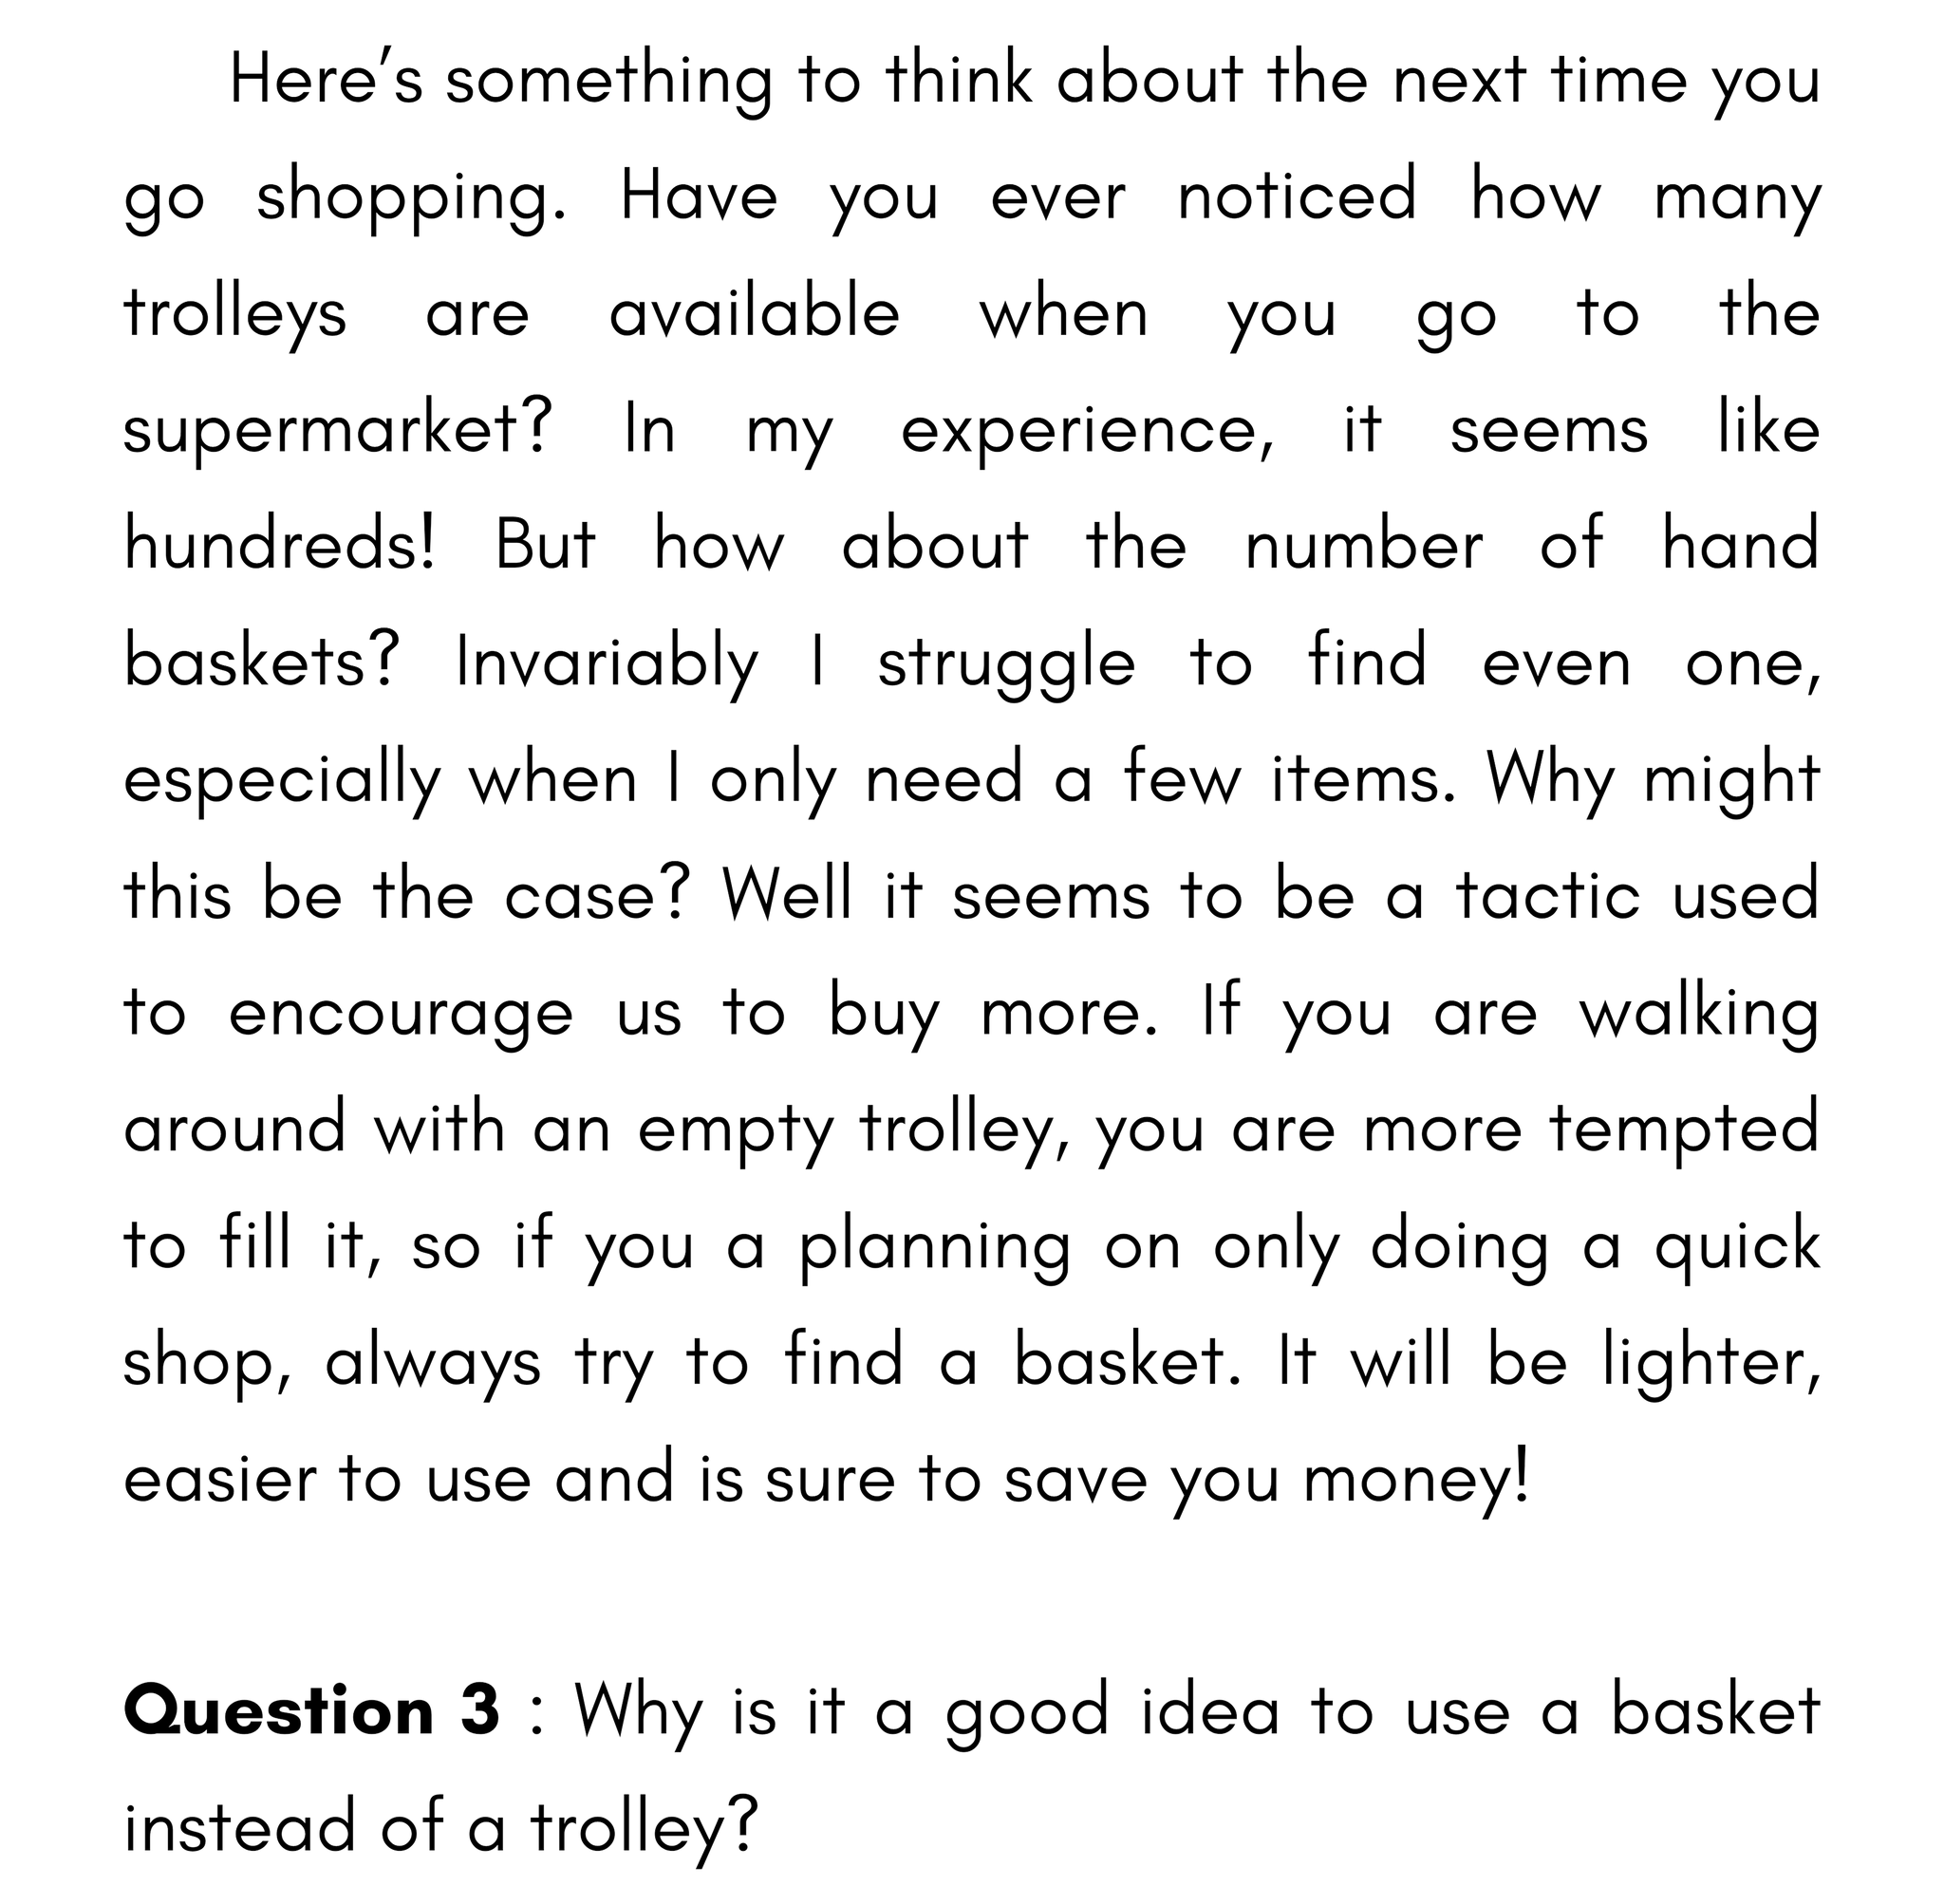 Here’s something to think about the next time you
go shopping. Have you ever noticed how many
trolleys are available when you go to the
supermarket? In my experience, it seems like
hundreds! But how about the number of hand
baskets? Invariably I struggle to find even one,
especially when I only need a few items. Why might
this be the case? Well it seems to be a tactic used
to encourage us to buy more. If you are walking
around with an empty trolley, you are more tempted
to fill it, so if you a planning on only doing a quick
shop, always try to find a basket. It will be lighter,
easier to use and is sure to save you money!
Question 3 : Why is it a good idea to use a basket
instead of a trolley?